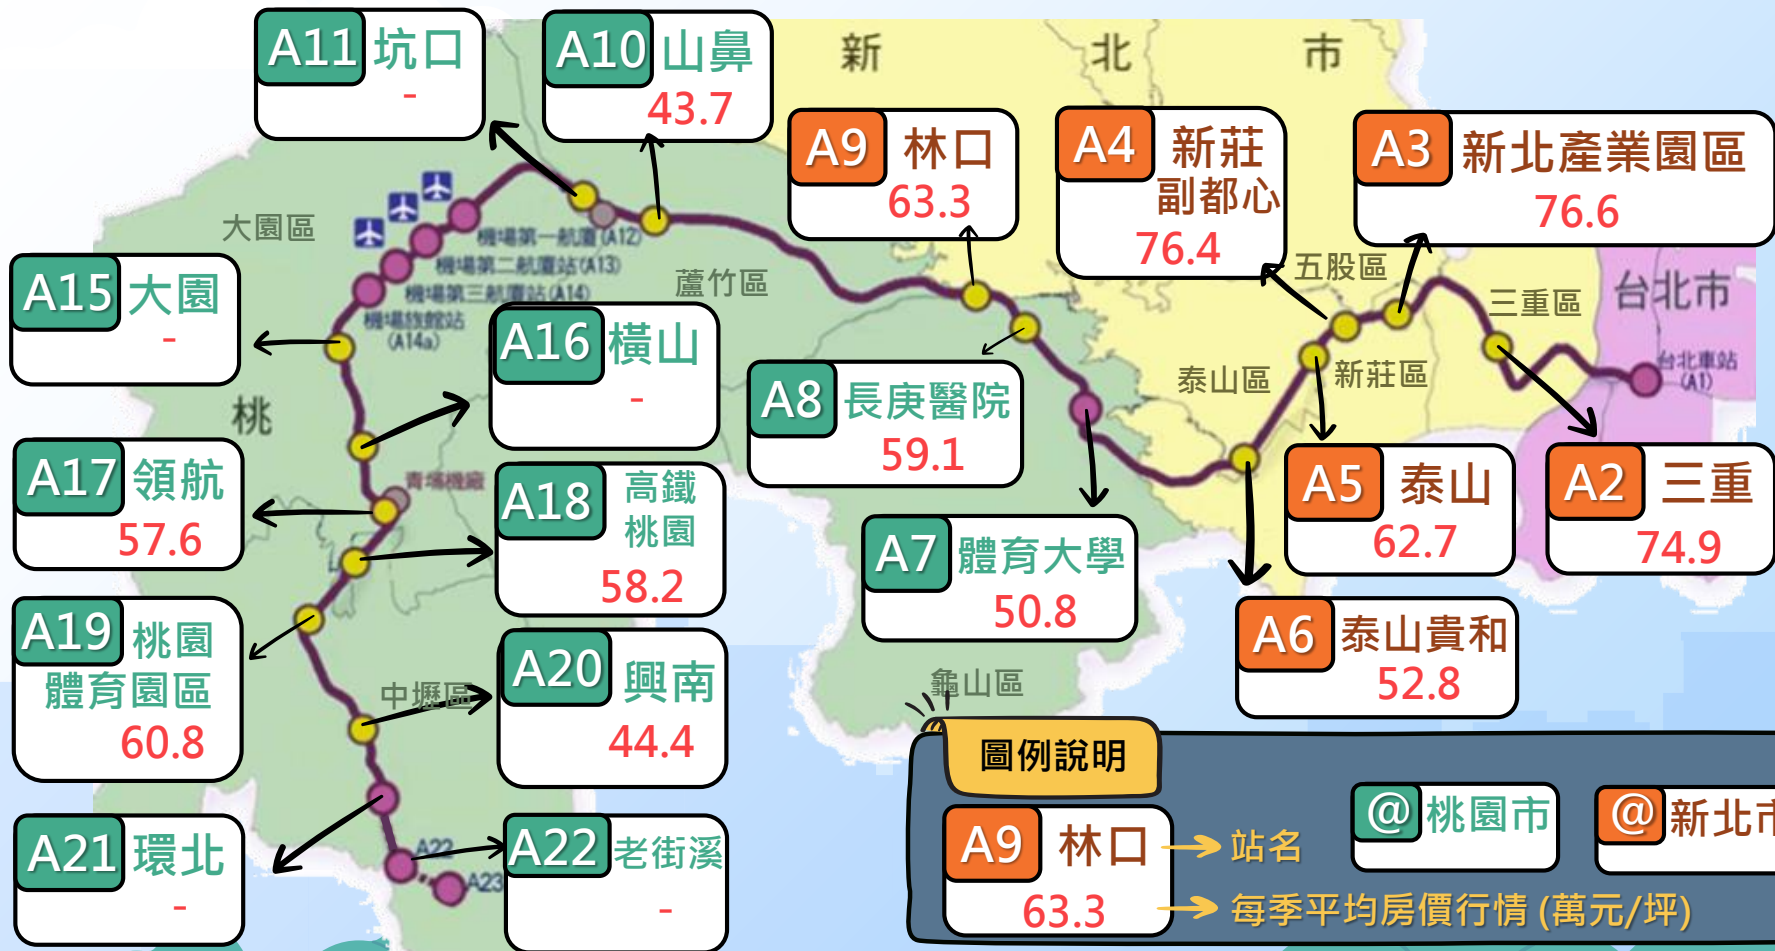 A11 坑口
-
A10 山鼻
43.7
新北市
A9 林口
63.3
A4 新莊
副都心
76.4
A3 新北產業園區
76.6
大園區
機場第一航廈(A12)
機場第二航廈站(A13)
機場第三航廈站(A14)
機場旅館站
(A14a)
蘆竹區
五股區
三重區
台北市
台北車站
(A1)
A15 大園
-
A16 橫山
-
泰山區
新莊區
桃
A8 長庚醫院
59.1
A17 領航
57.6
青埔機廠
A18 高鐵
桃園
58.2
A5 泰山
62.7
A2 三重
74.9
A7 體育大學
50.8
A6 泰山貴和
52.8
A19 桃園
體育園區
60.8
中壢區
A20 興南
44.4
龜山區
A21 環北
-
A22
A23
A22 老街溪
-
圖例說明
A9 林口
站名
63.3
每季平均房價行情 (萬元/坪)
@ 桃園市
@ 新北市